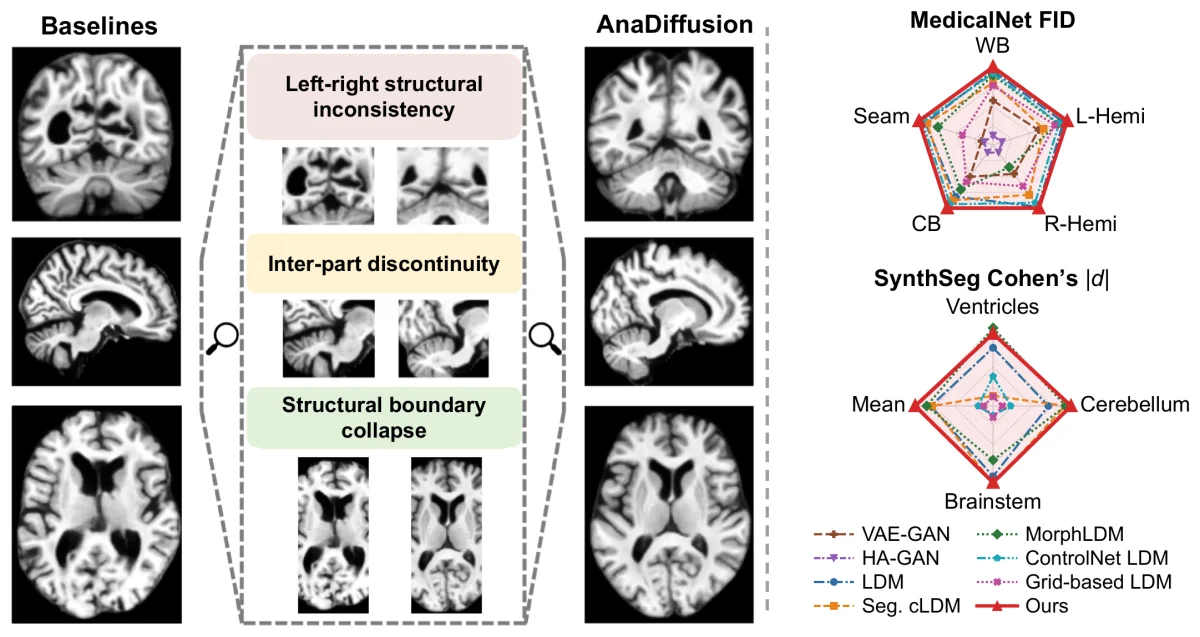 Baselines
Left-right structural
inconsistency
Inter-part discontinuity
Structural boundary
collapse
AnaDiffusion
MedicalNet FID
WB
Seam
L-Hemi
CB
R-Hemi
SynthSeg Cohen's |d|
Ventricles
Mean
Cerebellum
Brainstem
VAE-GAN
HA-GAN
LDM
Seg. cLDM
MorphLDM
ControlNet LDM
Grid-based LDM
Ours